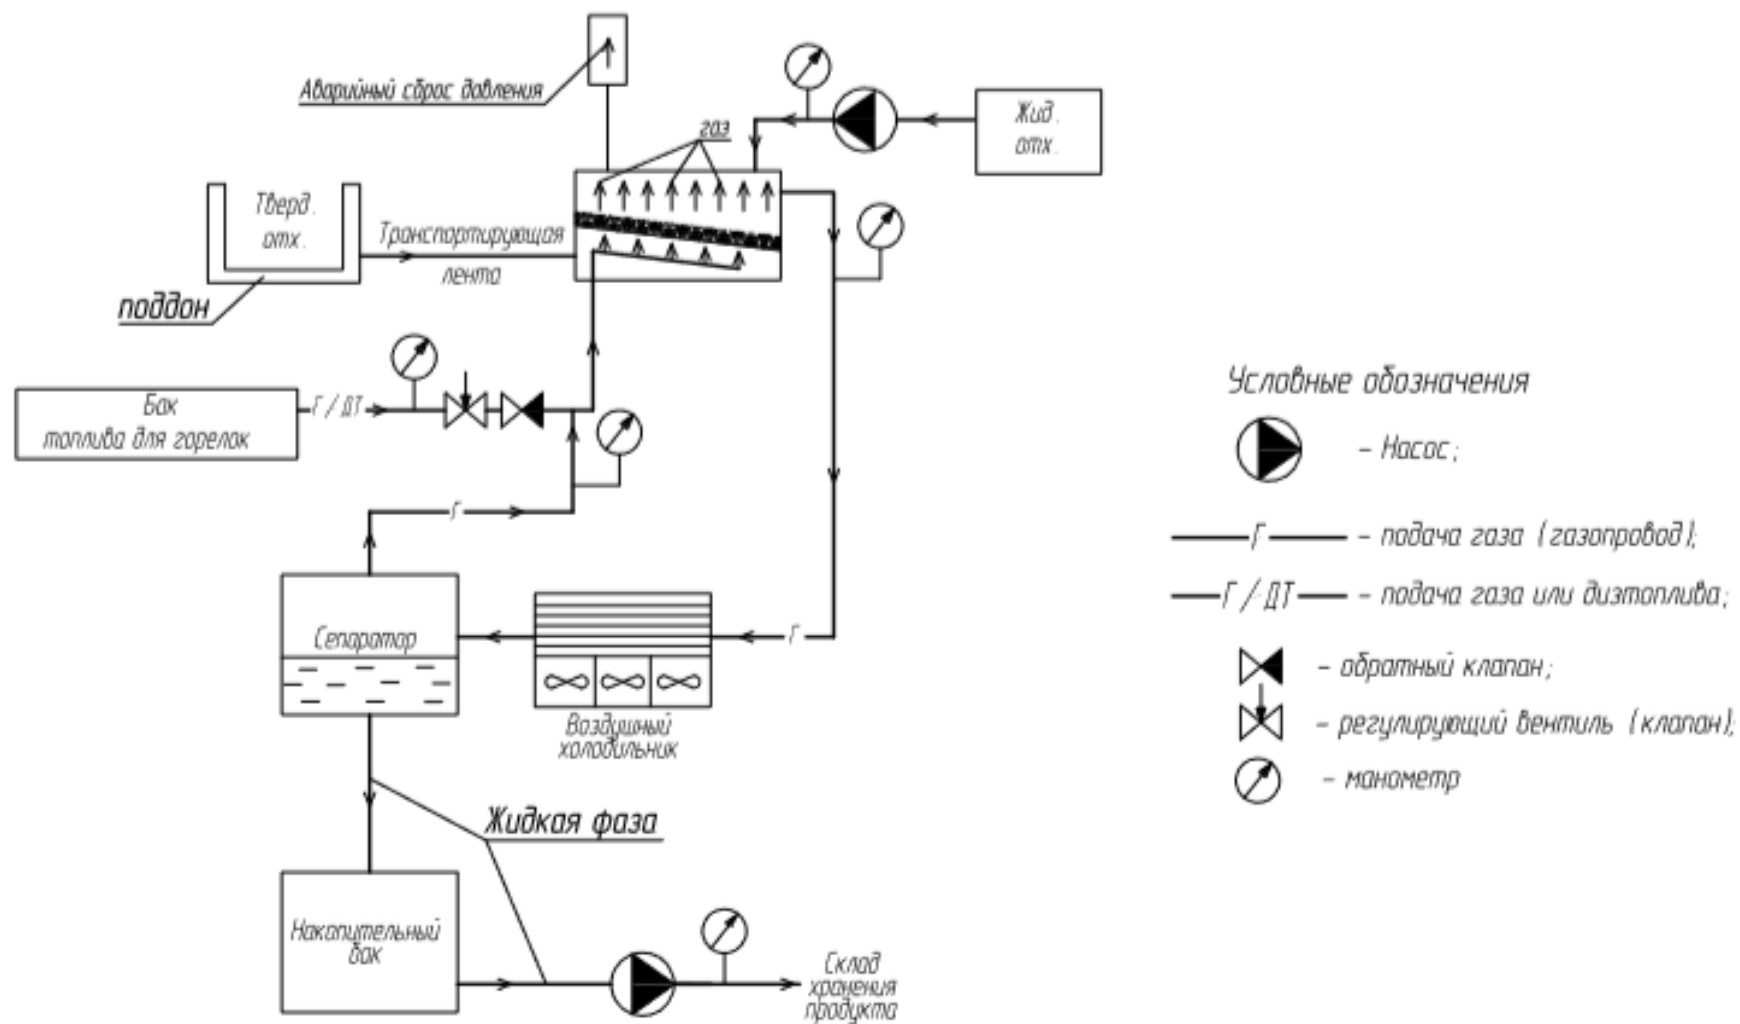 Аварийный сброс давления
газ
Жид.
отх.
Тверд.
отх.
Транспортирующая
лента
поддон
Бак
топлива для горелок
Г / ДТ
Г
Сепаратор
Г
Воздушный
холодильник
Жидкая фаза
Накопительный
бак
Склад
хранения
продукта
Условные обозначения
– Насос;
Г – подача газа (газопровод);
Г / ДТ – подача газа или дизтоплива;
– обратный клапан;
– регулирующий вентиль (клапан);
– манометр